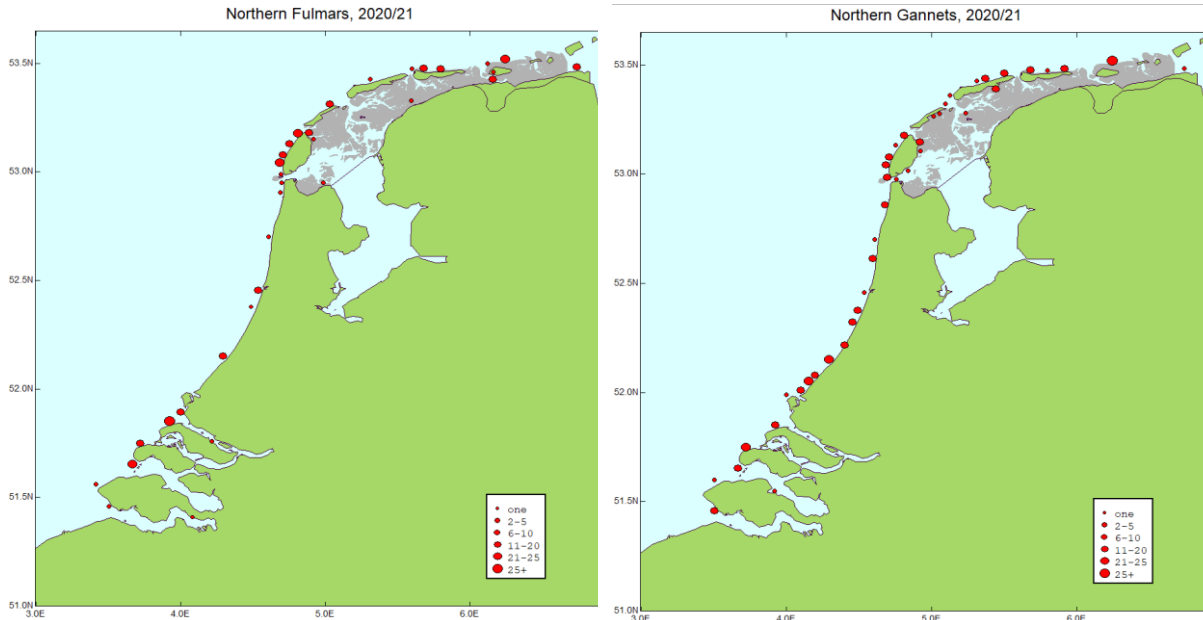 Northern Fulmars, 2020/21
53.5N
53.0N
52.5N
52.0N
51.5N
51.0N
3.0E
4.0E
5.0E
6.0E
one
2-5
6-10
11-20
21-25
25+
Northern Gannets, 2020/21
53.5N
53.0N
52.5N
52.0N
51.5N
51.0N
3.0E
4.0E
5.0E
6.0E
one
2-5
6-10
11-20
21-25
25+